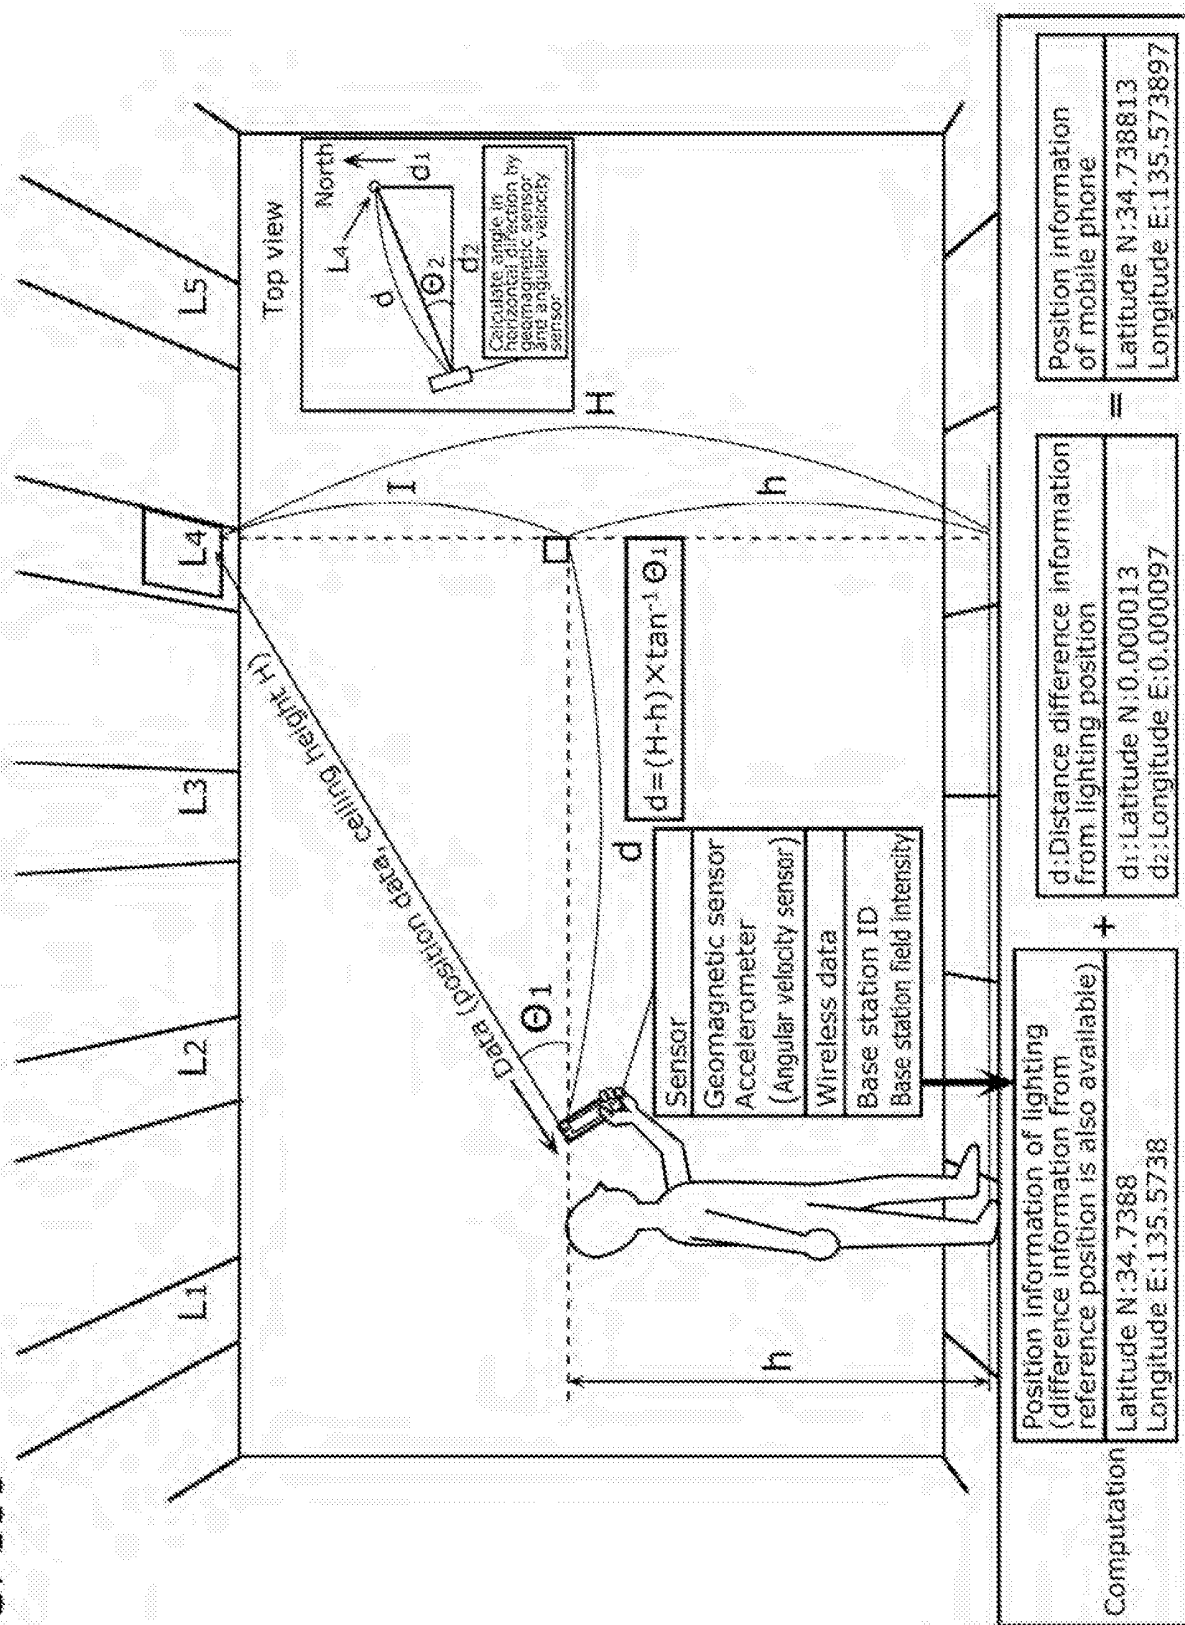 L1
L2
L3
L4
L5
Top view
North
L4
d
d1
Θ2
d2
Calculate angle in
horizontal direction by
geomagnetic sensor
and angular velocity
sensor
Data (position data, ceiling height H)
Θ1
I
H
h
d
d=(H-h)×tan⁻¹Θ1
h
Sensor
Geomagnetic sensor
Accelerometer
(Angular velocity sensor)
Wireless data
Base station ID
Base station field intensity
Computation
Position information of lighting
(difference information from
reference position is also available)
Latitude N:34.7388
Longitude E:135.5738
+
d:Distance difference information
from lighting position
d1:Latitude N:0.000013
d2:Longitude E:0.000097
=
Position information
of mobile phone
Latitude N:34.738813
Longitude E:135.573897